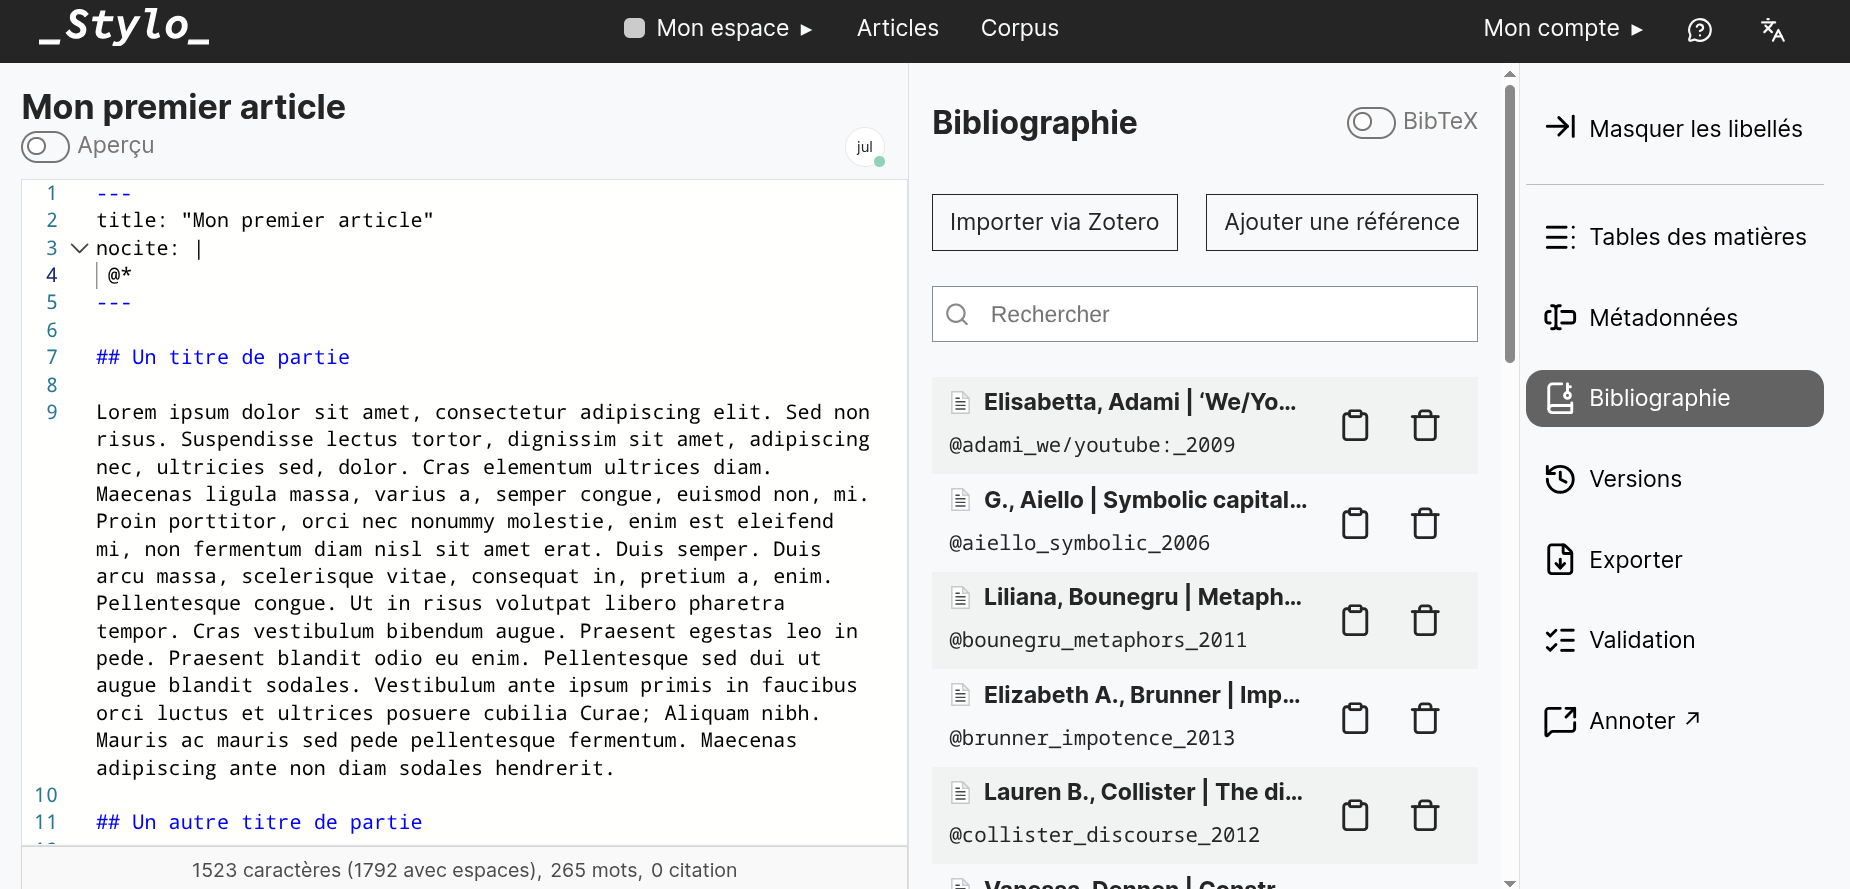 _Stylo_
Mon espace ▸
Articles
Corpus
Mon compte ▸
Mon premier article
Aperçu
jul
1 ---
2 title: "Mon premier article"
3 nocite: |
4 @*
5 ---
6
7 ## Un titre de partie
8
9 Lorem ipsum dolor sit amet, consectetur adipiscing elit. Sed non
risus. Suspendisse lectus tortor, dignissim sit amet, adipiscing
nec, ultricies sed, dolor. Cras elementum ultrices diam.
Maecenas ligula massa, varius a, semper congue, euismod non, mi.
Proin porttitor, orci nec nonummy molestie, enim est eleifend
mi, non fermentum diam nisl sit amet erat. Duis semper. Duis
arcu massa, scelerisque vitae, consequat in, pretium a, enim.
Pellentesque congue. Ut in risus volutpat libero pharetra
tempor. Cras vestibulum bibendum augue. Praesent egestas leo in
pede. Praesent blandit odio eu enim. Pellentesque sed dui ut
augue blandit sodales. Vestibulum ante ipsum primis in faucibus
orci luctus et ultrices posuere cubilia Curae; Aliquam nibh.
Mauris ac mauris sed pede pellentesque fermentum. Maecenas
adipiscing ante non diam sodales hendrerit.
10
11 ## Un autre titre de partie
1523 caractères (1792 avec espaces), 265 mots, 0 citation
Bibliographie
BibTeX
Importer via Zotero
Ajouter une référence
Rechercher
Elisabetta, Adami | ‘We/Yo...
@adami_we/youtube:_2009
G., Aiello | Symbolic capital...
@aiello_symbolic_2006
Liliana, Bounegru | Metaph...
@bounegru_metaphors_2011
Elizabeth A., Brunner | Imp...
@brunner_impotence_2013
Lauren B., Collister | The di...
@collister_discourse_2012
Vanessa, Dennen | Constr
Masquer les libellés
Tables des matières
Métadonnées
Bibliographie
Versions
Exporter
Validation
Annoter ↗